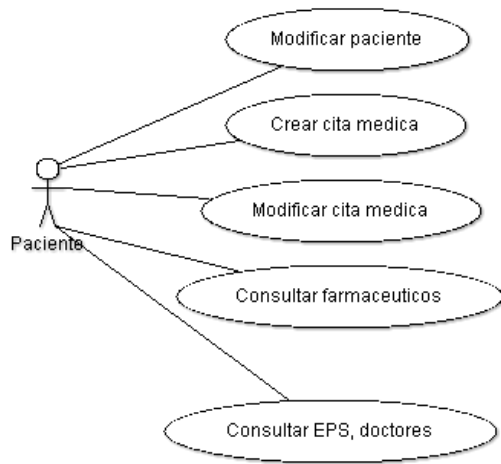 Modificar paciente
Crear cita medica
Modificar cita medica
Paciente
Consultar farmaceuticos
Consultar EPS, doctores